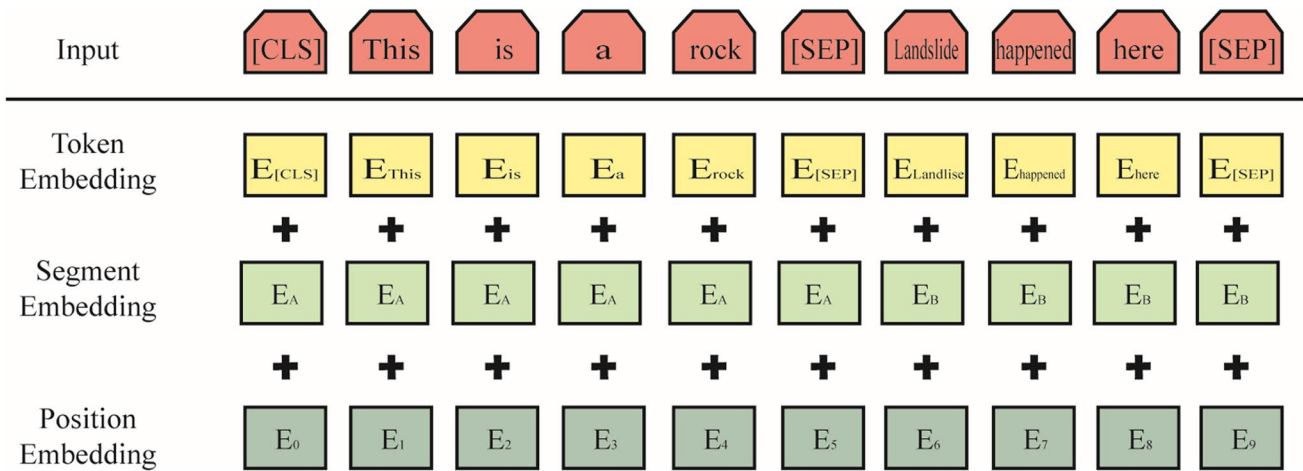 Input [CLS] This is a rock [SEP] Landslide happened here [SEP]
Token
Embedding
E[CLS] EThis Eis Ea Erock E[SEP] ELandlise Ehappened Ehere E[SEP]
+ + + + + + + + + +
Segment
Embedding
EA EA EA EA EA EA EB EB EB EB
+ + + + + + + + + +
Position
Embedding
E0 E1 E2 E3 E4 E5 E6 E7 E8 E9